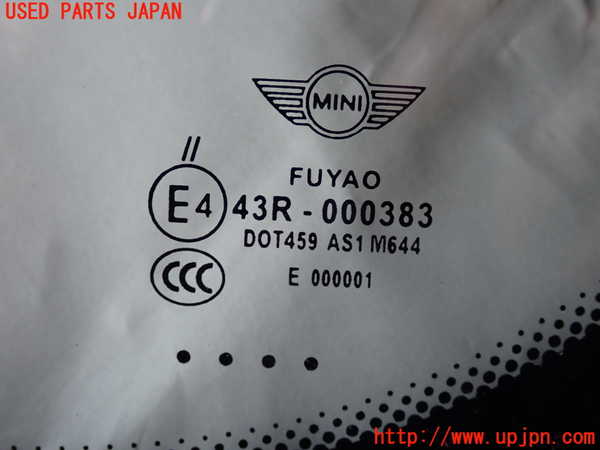 USED PARTS JAPAN
MINI
//
FUYAO
E4 43R - 000383
DOT459 AS1 M644
CCC
E 000001
http://www.upjpn.com/